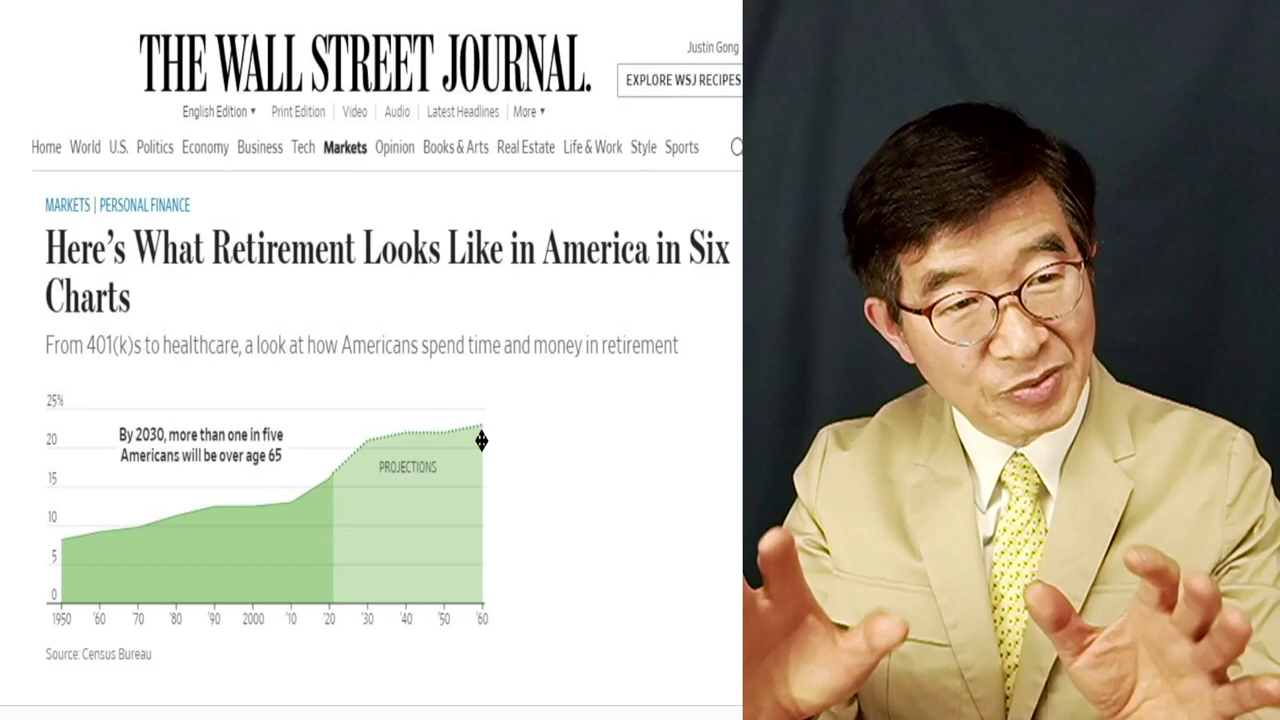 THE WALL STREET JOURNAL.
Justin Gong
EXPLORE WSJ RECIPES
English Edition ▾ Print Edition | Video | Audio | Latest Headlines | More ▾
Home World U.S. Politics Economy Business Tech Markets Opinion Books & Arts Real Estate Life & Work Style Sports
MARKETS | PERSONAL FINANCE
Here’s What Retirement Looks Like in America in Six
Charts
From 401(k)s to healthcare, a look at how Americans spend time and money in retirement
25%
20
15
10
5
0
By 2030, more than one in five
Americans will be over age 65
PROJECTIONS
1950 ’60 ’70 ’80 ’90 2000 ’10 ’20 ’30 ’40 ’50 ’60
Source: Census Bureau